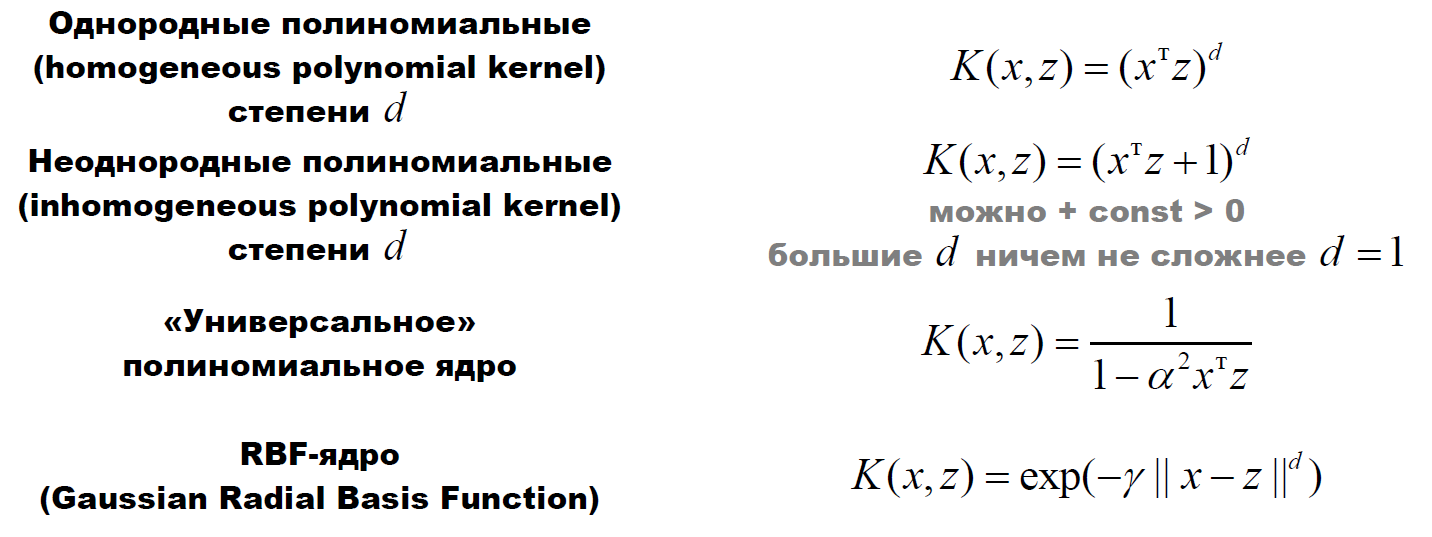 Однородные полиномиальные
(homogeneous polynomial kernel)
степени d
K(x, z) = (xᵀz)ᵈ
Неоднородные полиномиальные
(inhomogeneous polynomial kernel)
степени d
K(x, z) = (xᵀz + 1)ᵈ
можно + const > 0
большие d ничем не сложнее d = 1
«Универсальное»
полиномиальное ядро
K(x, z) = 1 / (1 − α²xᵀz)
RBF-ядро
(Gaussian Radial Basis Function)
K(x, z) = exp(−γ || x − z ||ᵈ)